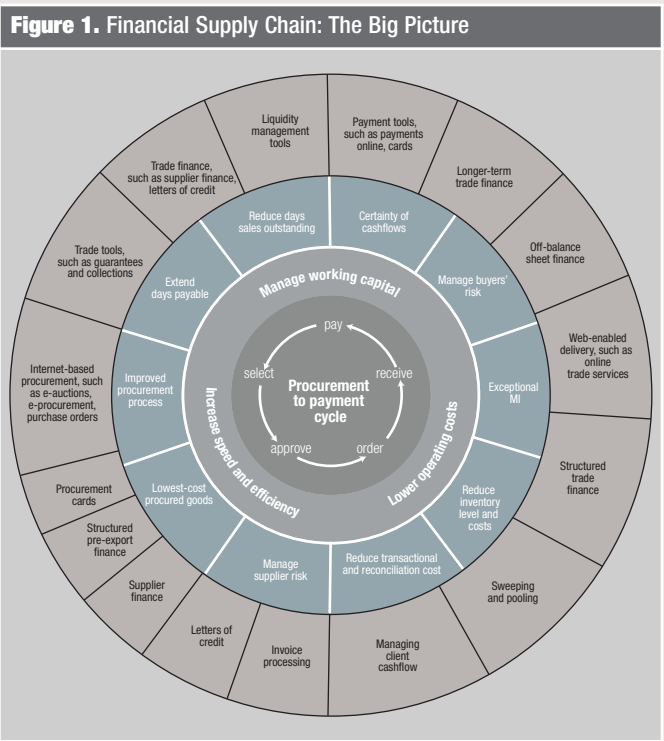 Figure 1. Financial Supply Chain: The Big Picture
Liquidity
management
tools
Payment tools,
such as payments
online, cards
Longer-term
trade finance
Off-balance
sheet finance
Web-enabled
delivery, such as
online
trade services
Structured
trade
finance
Sweeping
and pooling
Managing
client
cashflow
Invoice
processing
Letters of
credit
Supplier
finance
Structured
pre-export
finance
Procurement
cards
Internet-based
procurement, such
as e-auctions,
e-procurement,
purchase orders
Trade tools,
such as guarantees
and collections
Trade finance,
such as supplier finance,
letters of credit
Reduce days
sales outstanding
Certainty of
cashflows
Manage buyers'
risk
Exceptional
MI
Reduce
inventory
level and
costs
Reduce transactional
and reconciliation cost
Manage
supplier risk
Lowest-cost
procured goods
Improved
procurement
process
Extend
days payable
Manage working capital
Lower operating costs
Increase speed and efficiency
pay
select
approve
order
receive
Procurement
to payment
cycle